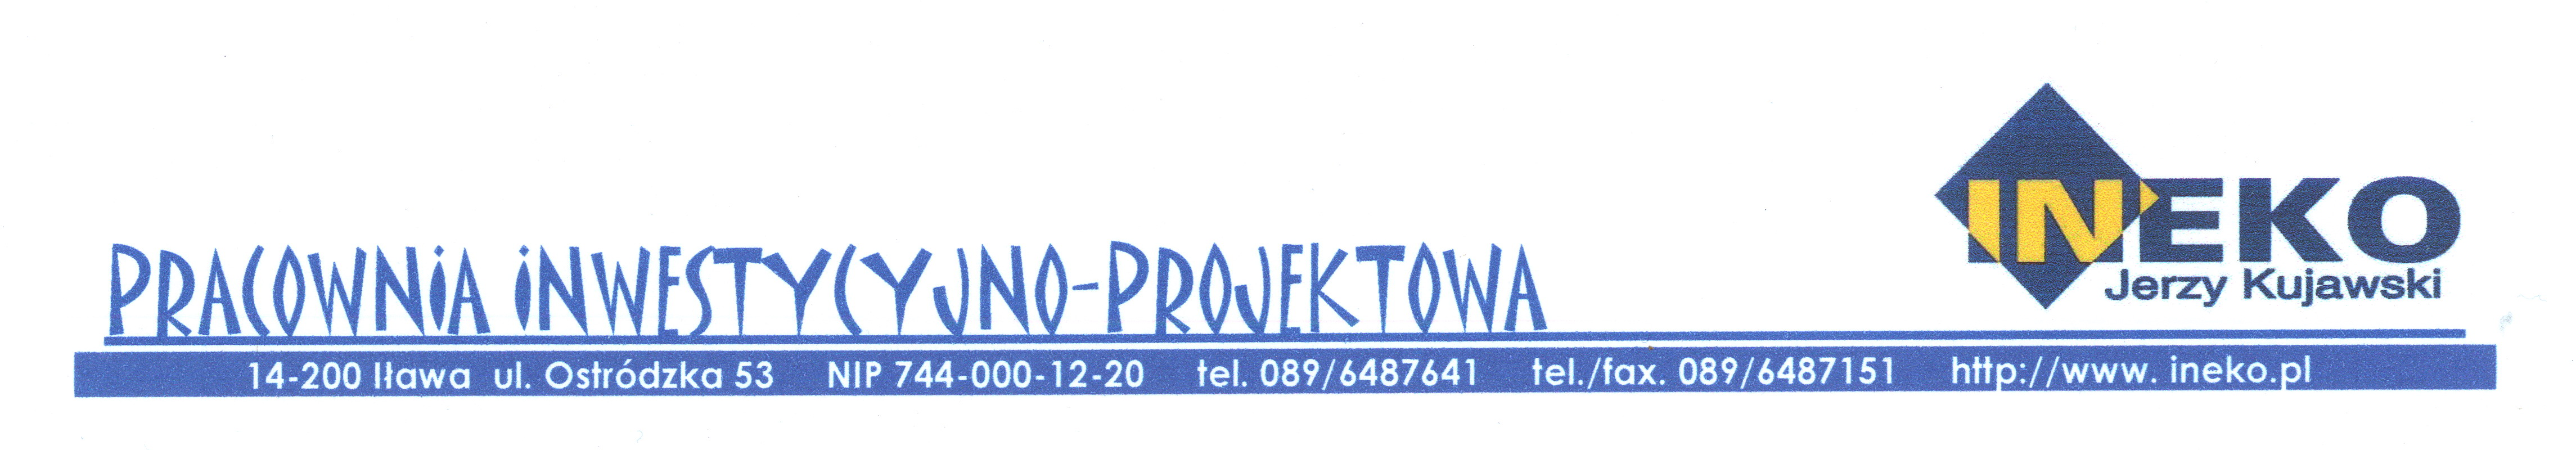 INEKO
Jerzy Kujawski
PRACOWNiA iNWESTYCYJNO-PROJEKTOWA
14-200 Iława ul. Ostródzka 53 NIP 744-000-12-20 tel. 089/6487641 tel./fax. 089/6487151 http://www. ineko.pl